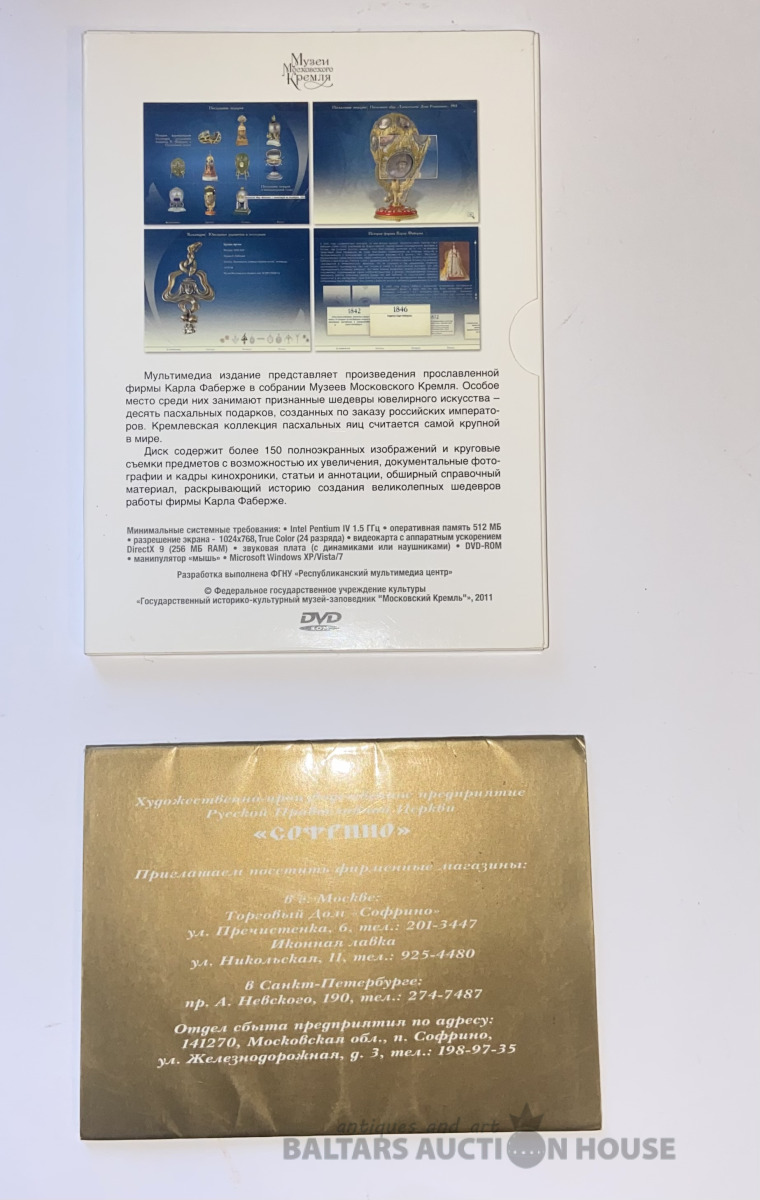 Музеи
Московского
Кремля
1842
1846
Мультимедиа издание представляет произведения прославленной
фирмы Карла Фаберже в собрании Музеев Московского Кремля. Особое
место среди них занимают признанные шедевры ювелирного искусства –
десять пасхальных подарков, созданных по заказу российских императо-
ров. Кремлевская коллекция пасхальных яиц считается самой крупной
в мире.
Диск содержит более 150 полноэкранных изображений и круговые
съемки предметов с возможностью их увеличения, документальные фото-
графии и кадры кинохроники, статьи и аннотации, обширный справочный
материал, раскрывающий историю создания великолепных шедевров
работы фирмы Карла Фаберже.
Минимальные системные требования: • Intel Pentium IV 1.5 ГГц • оперативная память 512 МБ
• разрешение экрана - 1024x768, True Color (24 разряда) • видеокарта с аппаратным ускорением
DirectX 9 (256 МБ RAM) • звуковая плата (с динамиками или наушниками) • DVD-ROM
• манипулятор «мышь» • Microsoft Windows XP/Vista/7
Разработка выполнена ФГНУ «Республиканский мультимедиа центр»
© Федеральное государственное учреждение культуры
«Государственный историко-культурный музей-заповедник "Московский Кремль"», 2011
DVD
ROM
Художественно-производственное предприятие
Русской Православной Церкви
«СОФРИНО»
Приглашаем посетить фирменные магазины:
в г. Москве:
Торговый Дом «Софрино»
ул. Пречистенка, 6, тел.: 201-3447
Иконная лавка
ул. Никольская, 11, тел.: 925-4480
в Санкт-Петербурге:
пр. А. Невского, 190, тел.: 274-7487
Отдел сбыта предприятия по адресу:
141270, Московская обл., п. Софрино,
ул. Железнодорожная, д. 3, тел.: 198-97-35
antiques and art
BALTARS AUCTION HOUSE